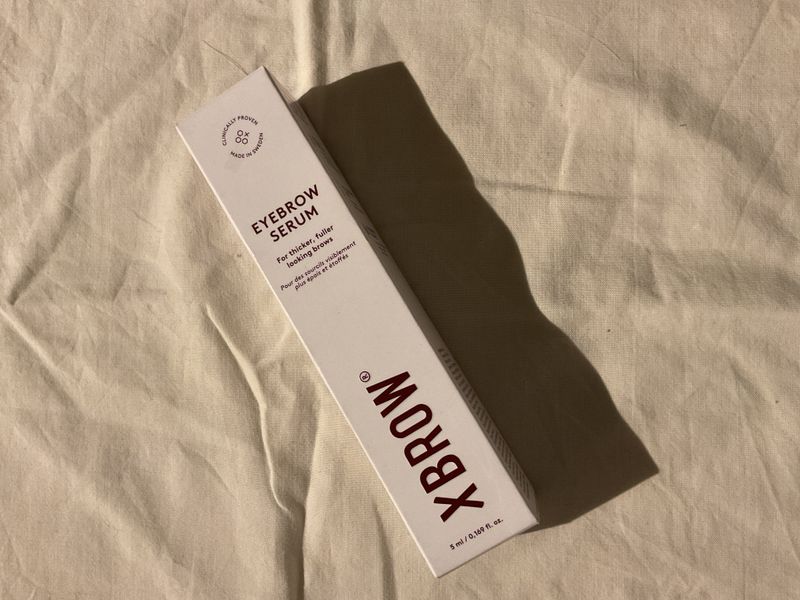 CLINICALLY PROVEN
MADE IN SWEDEN
EYEBROW
SERUM
For thicker, fuller
looking brows
Pour des sourcils visiblement
plus épais et étoffés
XBROW®
5 ml / 0,169 fl. oz.